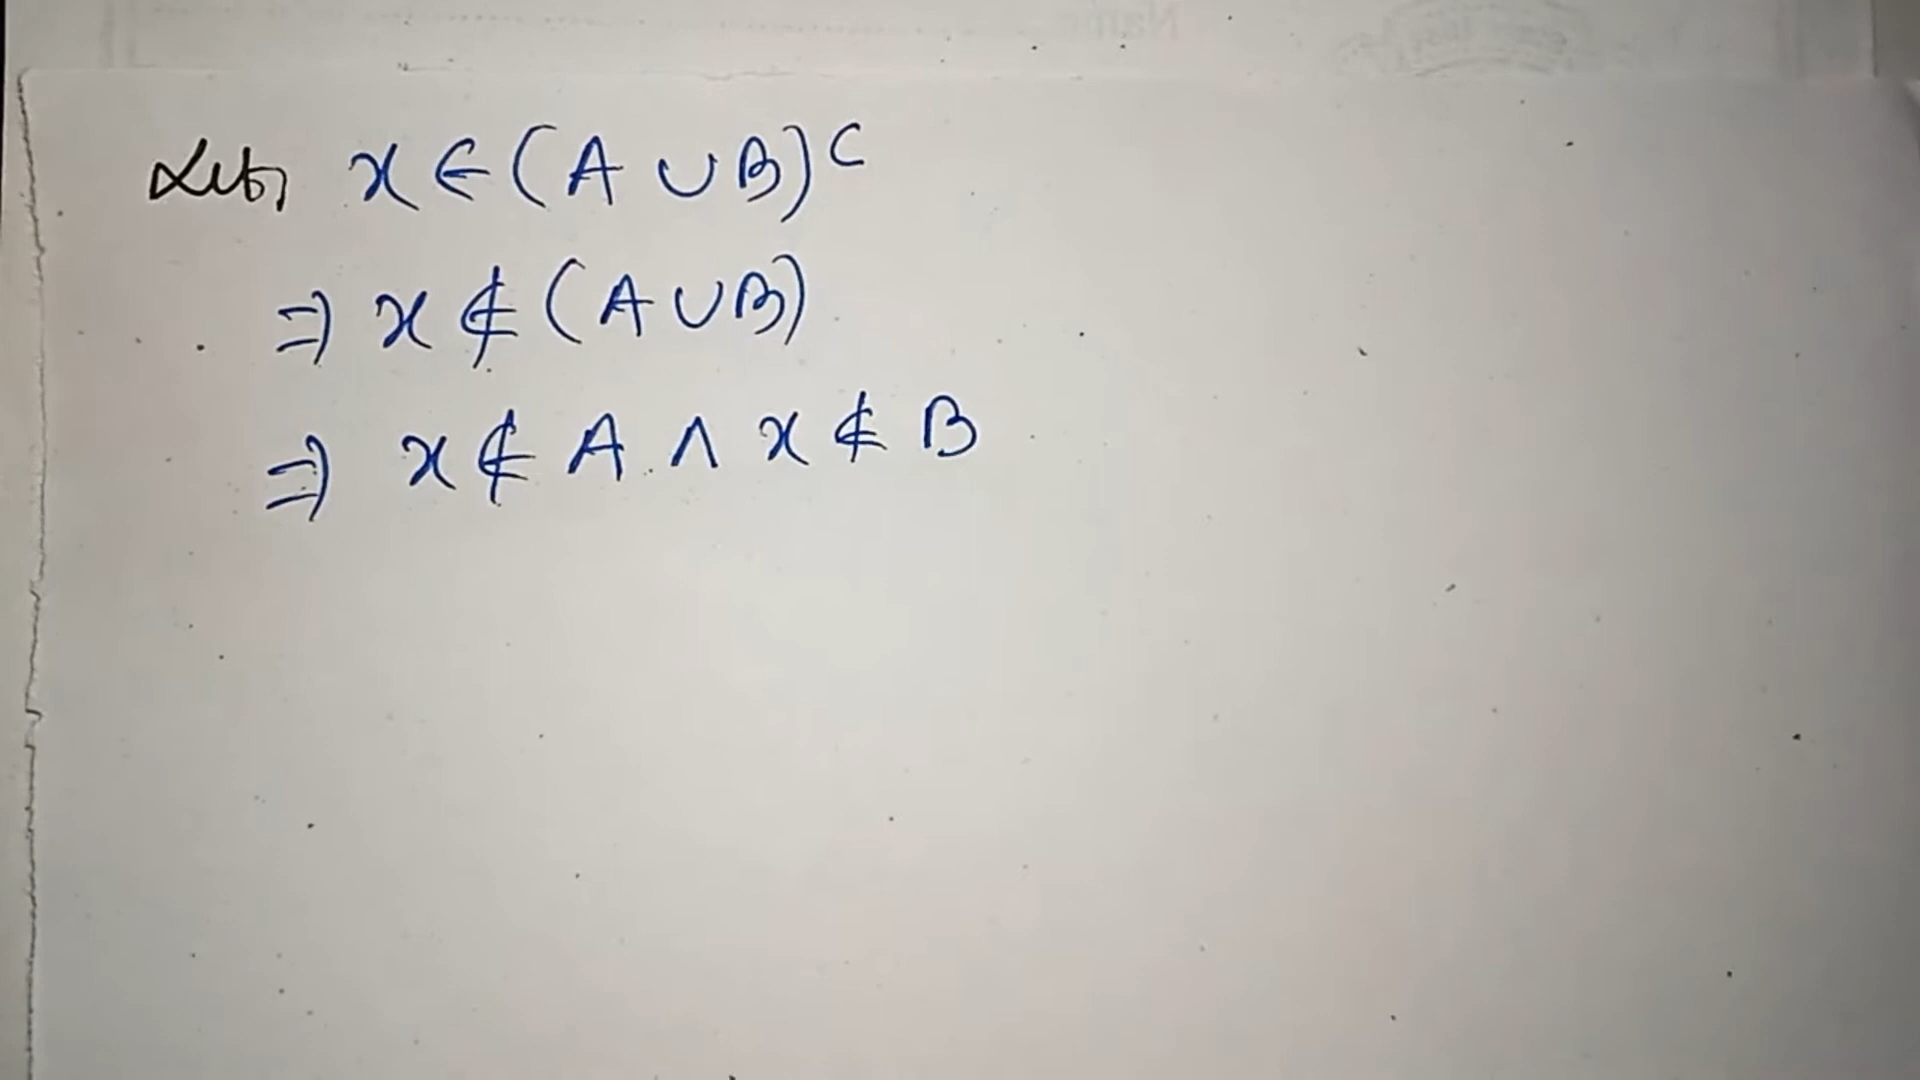 Let, x ∈ (A ∪ B)ᶜ
⇒ x ∉ (A ∪ B)
⇒ x ∉ A ∧ x ∉ B